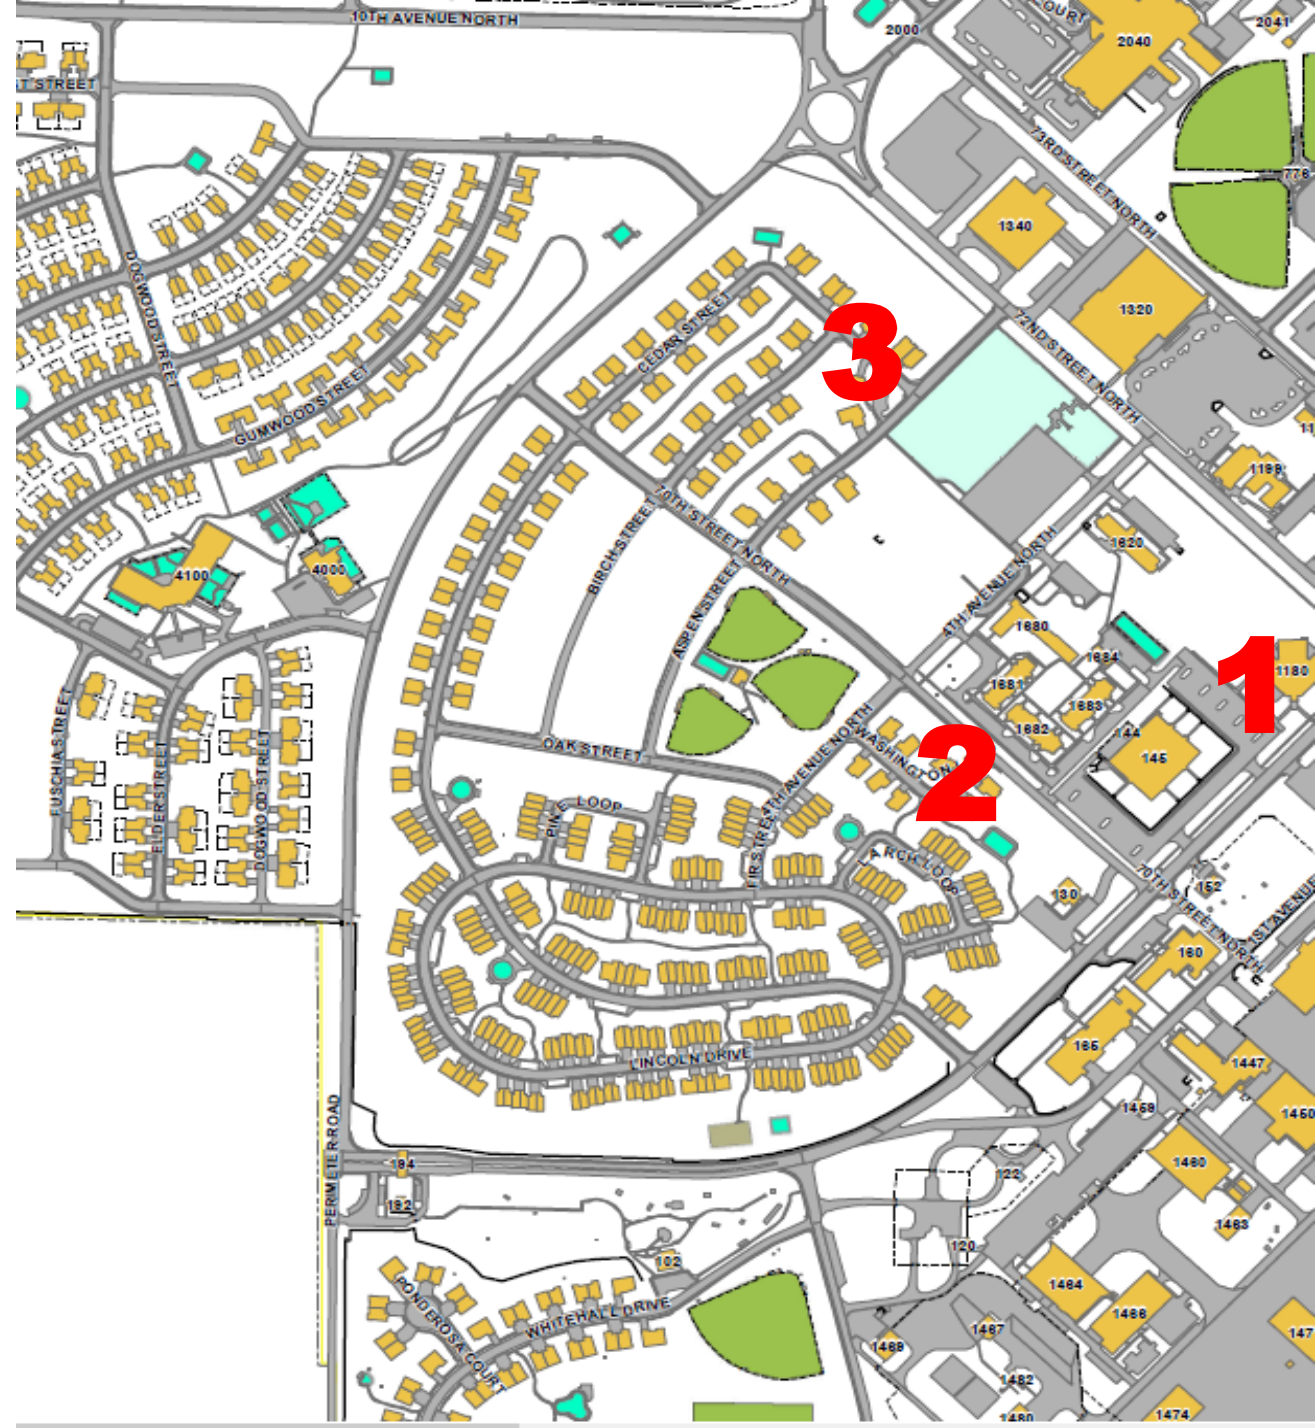 10TH AVENUE NORTH
COURT
2041
2000
2040
ST STREET
73RD STREET NORTH
776
1340
DOGWOOD STREET
1320
CEDAR STREET
3
72ND STREET NORTH
GUMWOOD STREET
1199
70TH STREET NORTH
BIRCH STREET
1620
4TH AVENUE NORTH
4100
4000
ASPEN STREET
1680
1684
1
1180
1681
1683
1682
144
145
FUSCHIA STREET
ELDER STREET
DOGWOOD STREET
OAK STREET
4TH AVENUE NORTH
WASHINGTON
2
PINE LOOP
FIR STREET
LARCH LOOP
130
70TH STREET NORTH
152
1ST AVENUE
160
165
1447
LINCOLN DRIVE
1459
1450
PERIMETER ROAD
194
192
122
1460
1463
120
102
1464
1466
PONDEROSA COURT
WHITEHALL DRIVE
1467
1469
147
1482
1480
1474